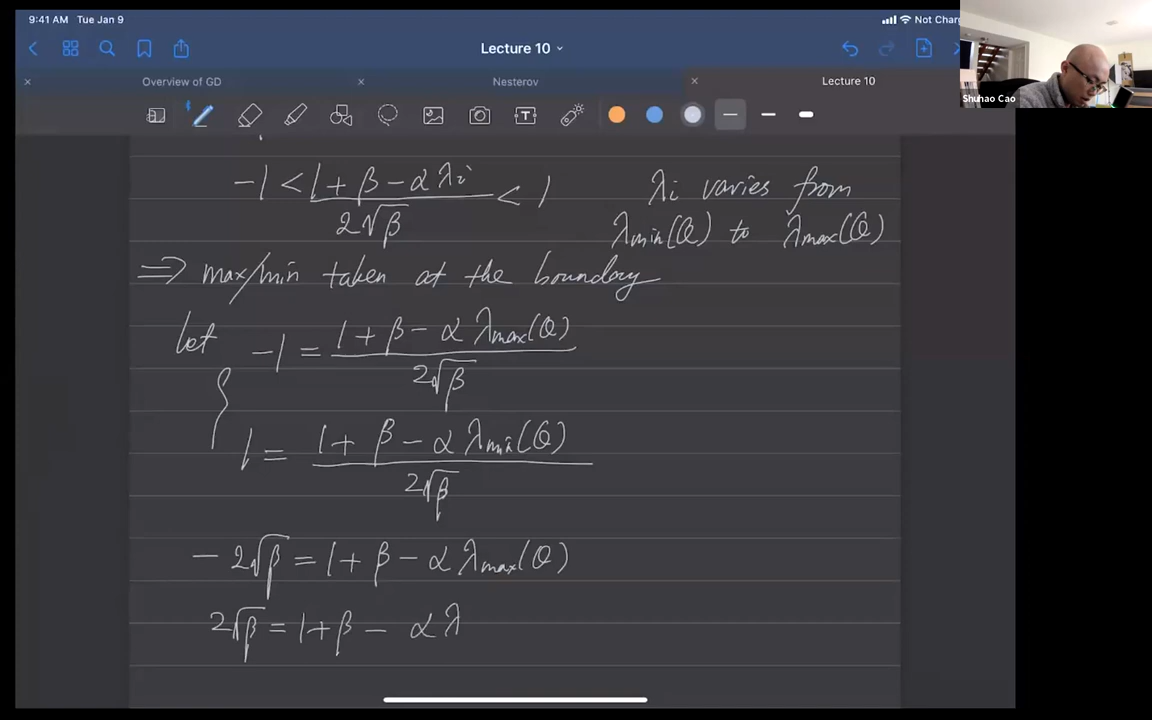 9:41 AM Tue Jan 9
Not Charg
Lecture 10
Overview of GD
Nesterov
Lecture 10
Shuhao Cao
-1 < (1 + β - αλi) / (2√β) < 1
λi varies from
λmin(Q) to λmax(Q)
⇒ max/min taken at the boundary
let
-1 = (1 + β - α λmax(Q)) / (2√β)
1 = (1 + β - α λmin(Q)) / (2√β)
-2√β = 1 + β - α λmax(Q)
2√β = 1 + β - α λ